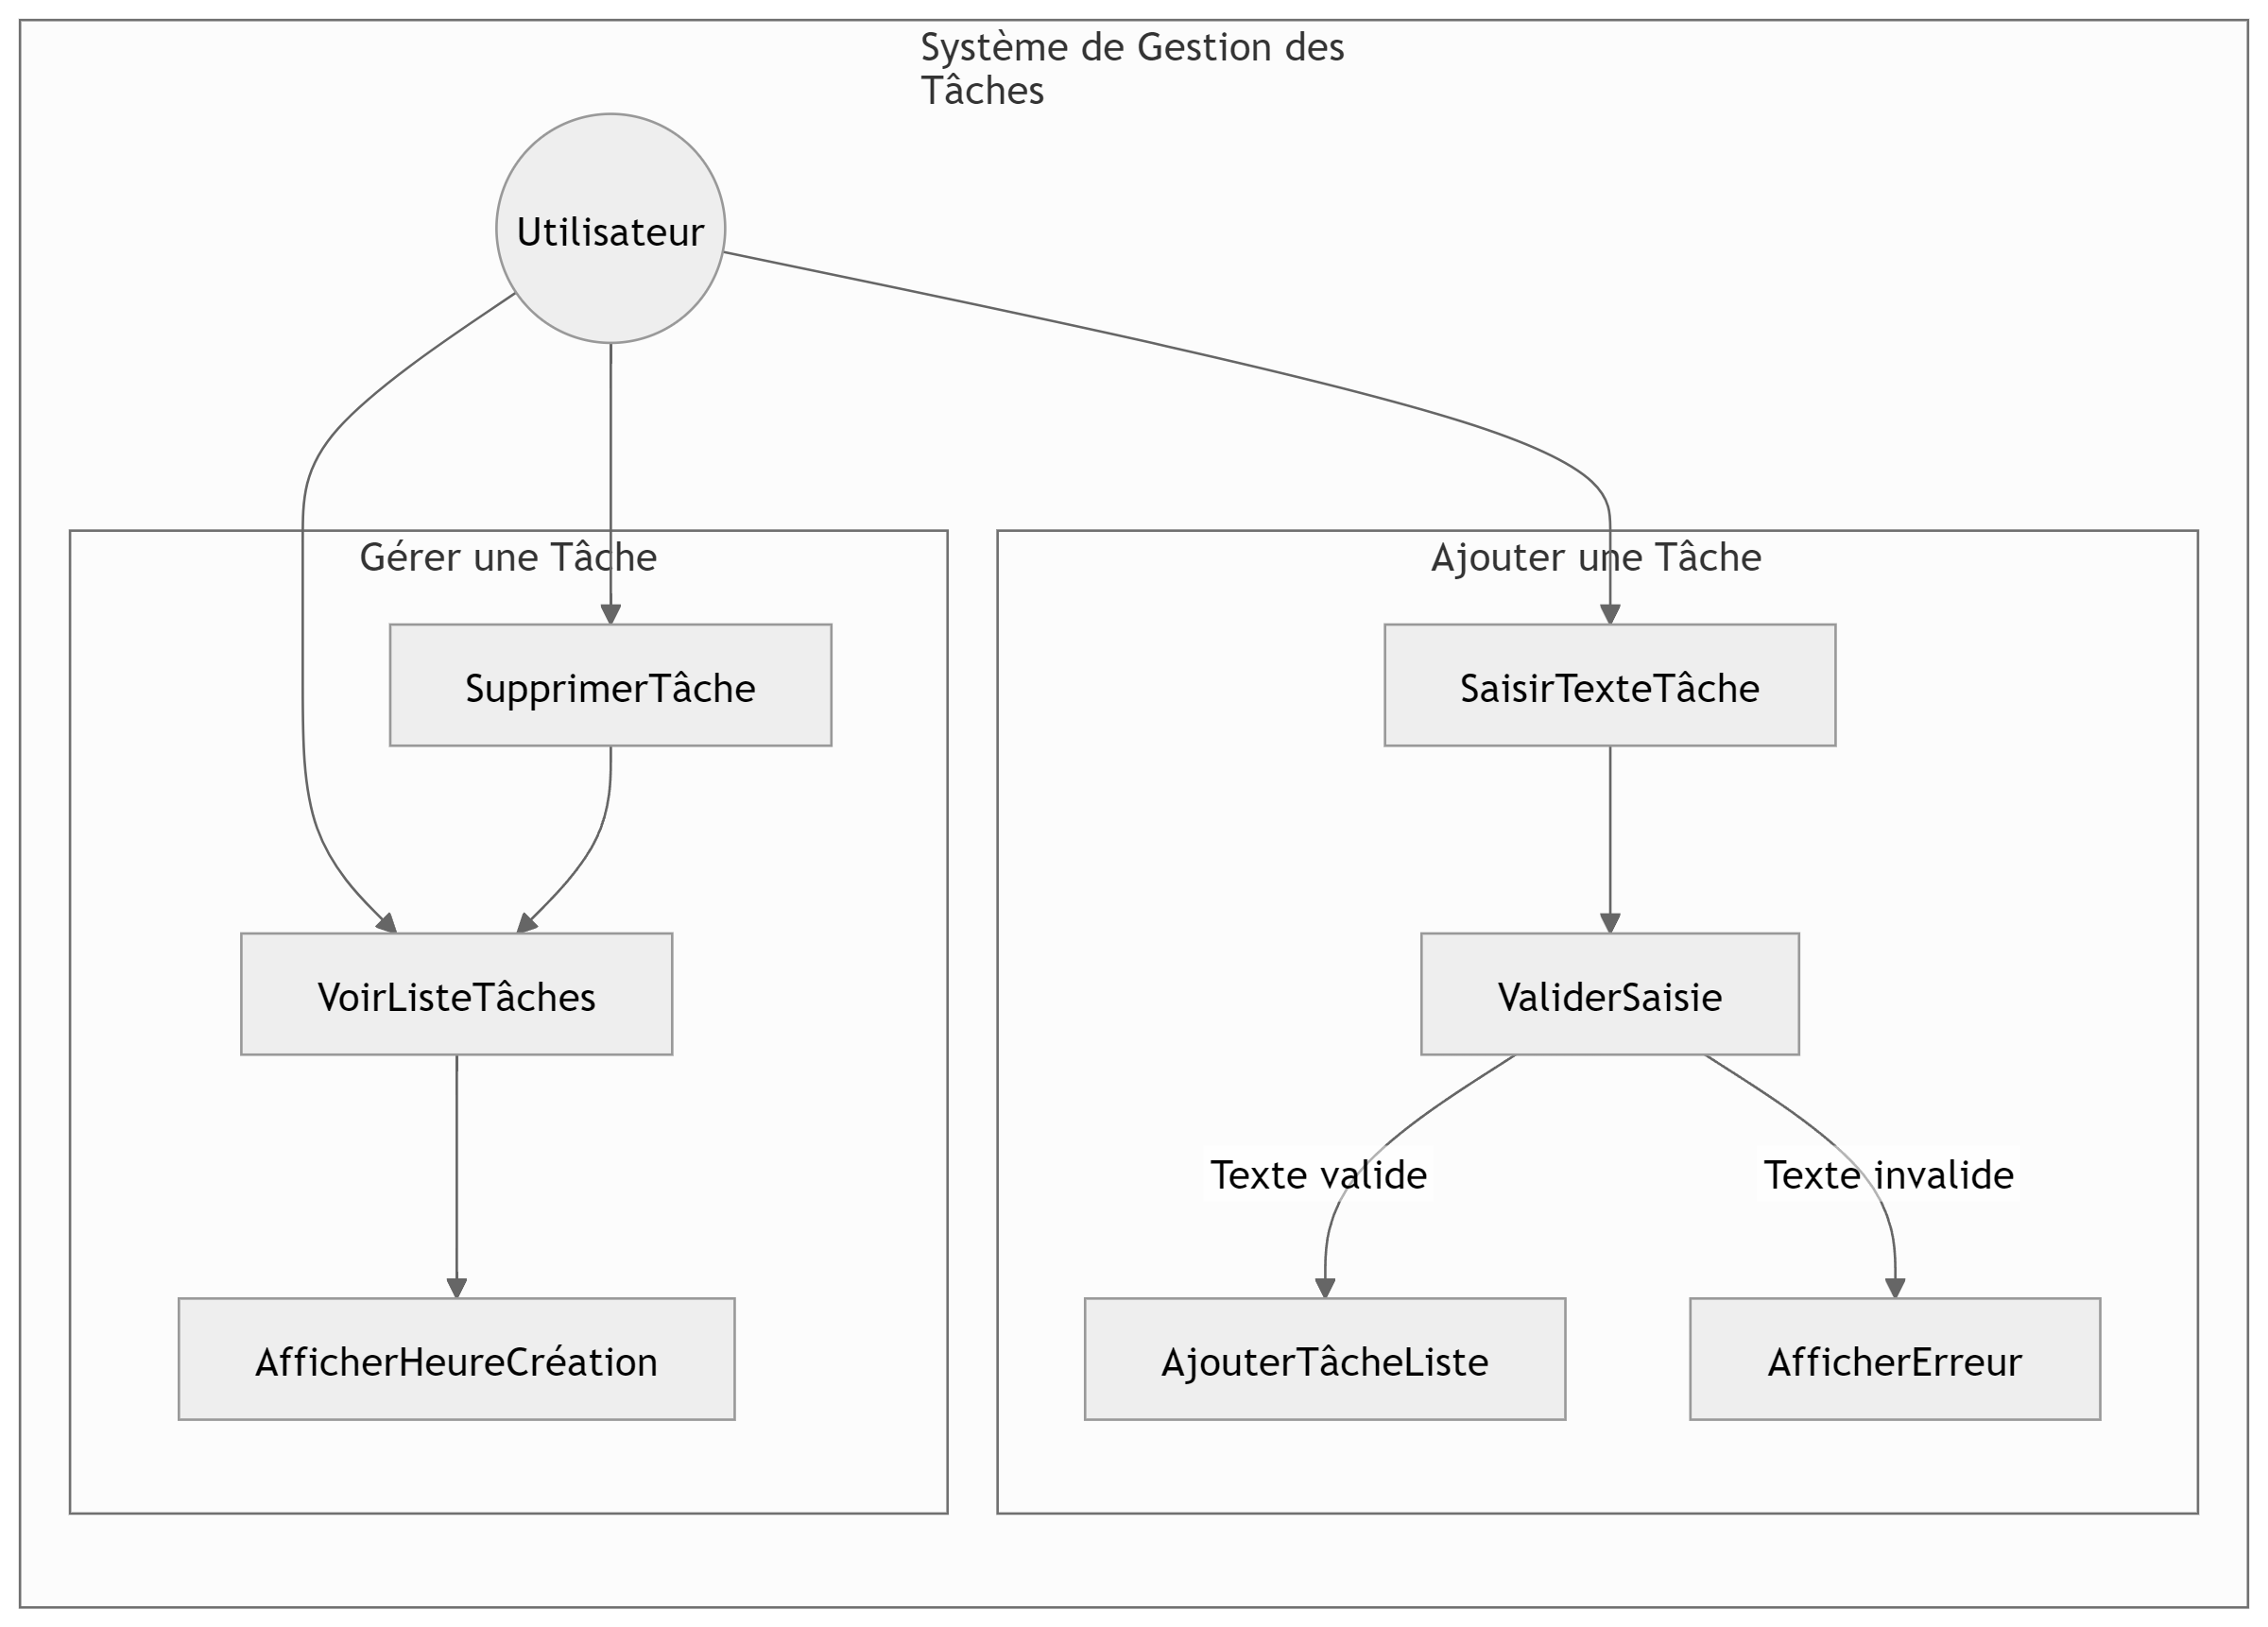 Système de Gestion des
Tâches
Utilisateur
Gérer une Tâche
Ajouter une Tâche
SupprimerTâche
SaisirTexteTâche
VoirListeTâches
ValiderSaisie
Texte valide
Texte invalide
AfficherHeureCréation
AjouterTâcheListe
AfficherErreur